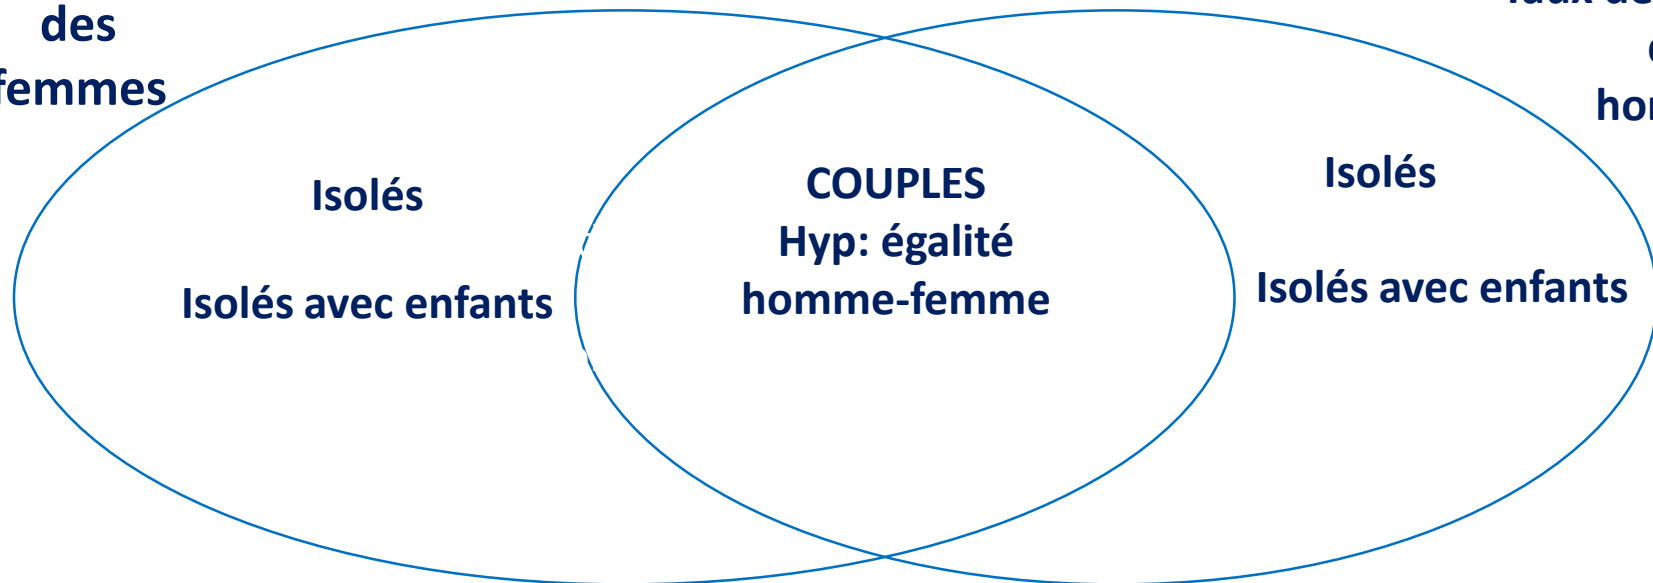 des
femmes
Isolés
Isolés avec enfants
COUPLES
Hyp: égalité
homme-femme
Isolés
Isolés avec enfants